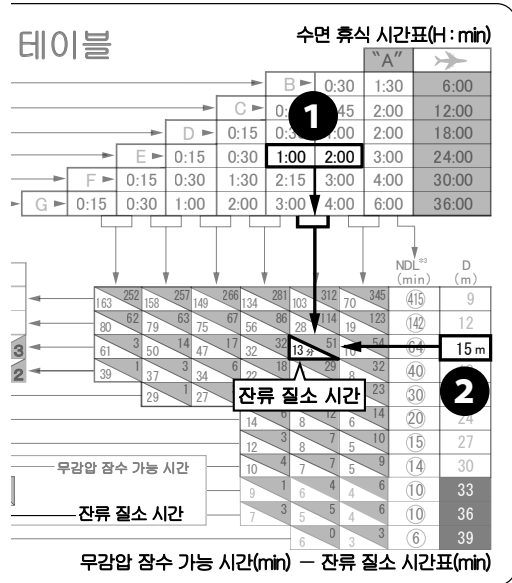 테이블
수면 휴식 시간표(H : min)
"A"
B 0:30 1:30 6:00
C 2:00 12:00
D 0:15 2:00 18:00
E 0:15 0:30 1:00 2:00 3:00 24:00
F 0:15 0:30 1:30 2:15 3:00 4:00 30:00
G 0:15 0:30 1:00 2:00 3:00 4:00 6:00 36:00
1
NDL*3 (min) D (m)
163 252 158 257 149 266 134 281 103 312 70 345 415 9
80 62 79 63 75 67 56 86 28 114 19 123 142 12
3 61 3 50 14 47 17 32 32 13분 51 10 54 64 15 m
2 39 1 37 3 34 6 22 18 29 8 32 40
29 1 27 23 30
잔류 질소 시간
2
14 6 8 12 6 14 20 24
12 3 8 7 5 10 15 27
10 4 7 7 5 9 14 30
9 1 6 4 4 6 10 33
7 3 5 5 4 6 10 36
6 0 3 3 6 39
무감압 잠수 가능 시간
잔류 질소 시간
무감압 잠수 가능 시간(min) － 잔류 질소 시간표(min)